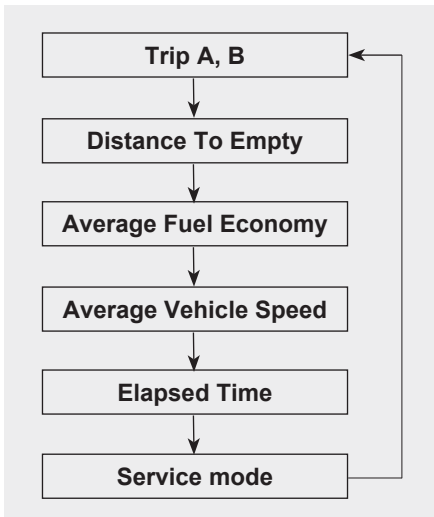 Trip A, B
Distance To Empty
Average Fuel Economy
Average Vehicle Speed
Elapsed Time
Service mode